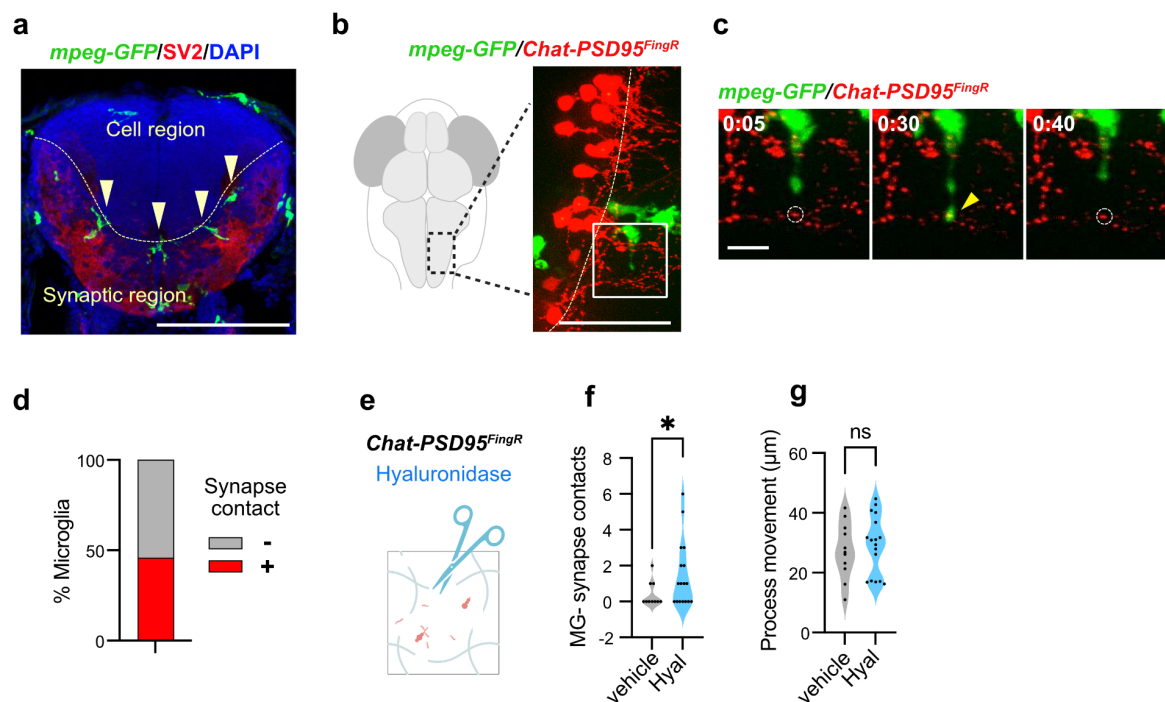 a
mpeg-GFP/SV2/DAPI
Cell region
Synaptic region
b
mpeg-GFP/Chat-PSD95FingR
c
mpeg-GFP/Chat-PSD95FingR
0:05
0:30
0:40
d
100
50
0
% Microglia
Synapse
contact
-
+
e
Chat-PSD95FingR
Hyaluronidase
f
*
8
6
4
2
0
-2
MG- synapse contacts
vehicle
Hyal
g
ns
60
40
20
0
Process movement (μm)
vehicle
Hyal